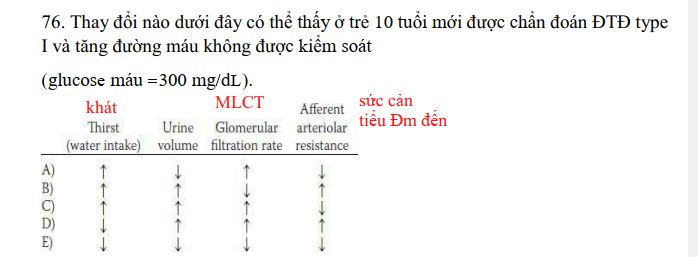 76. Thay đổi nào dưới đây có thể thấy ở trẻ 10 tuổi mới được chẩn đoán ĐTĐ type
I và tăng đường máu không được kiểm soát
(glucose máu =300 mg/dL).
khát MLCT sức cản
Afferent tiểu Đm đến
Thirst Urine Glomerular arteriolar
(water intake) volume filtration rate resistance
A) ↑ ↓ ↑ ↓
B) ↑ ↑ ↓ ↑
C) ↑ ↑ ↑ ↓
D) ↓ ↑ ↑ ↑
E) ↓ ↓ ↓ ↓